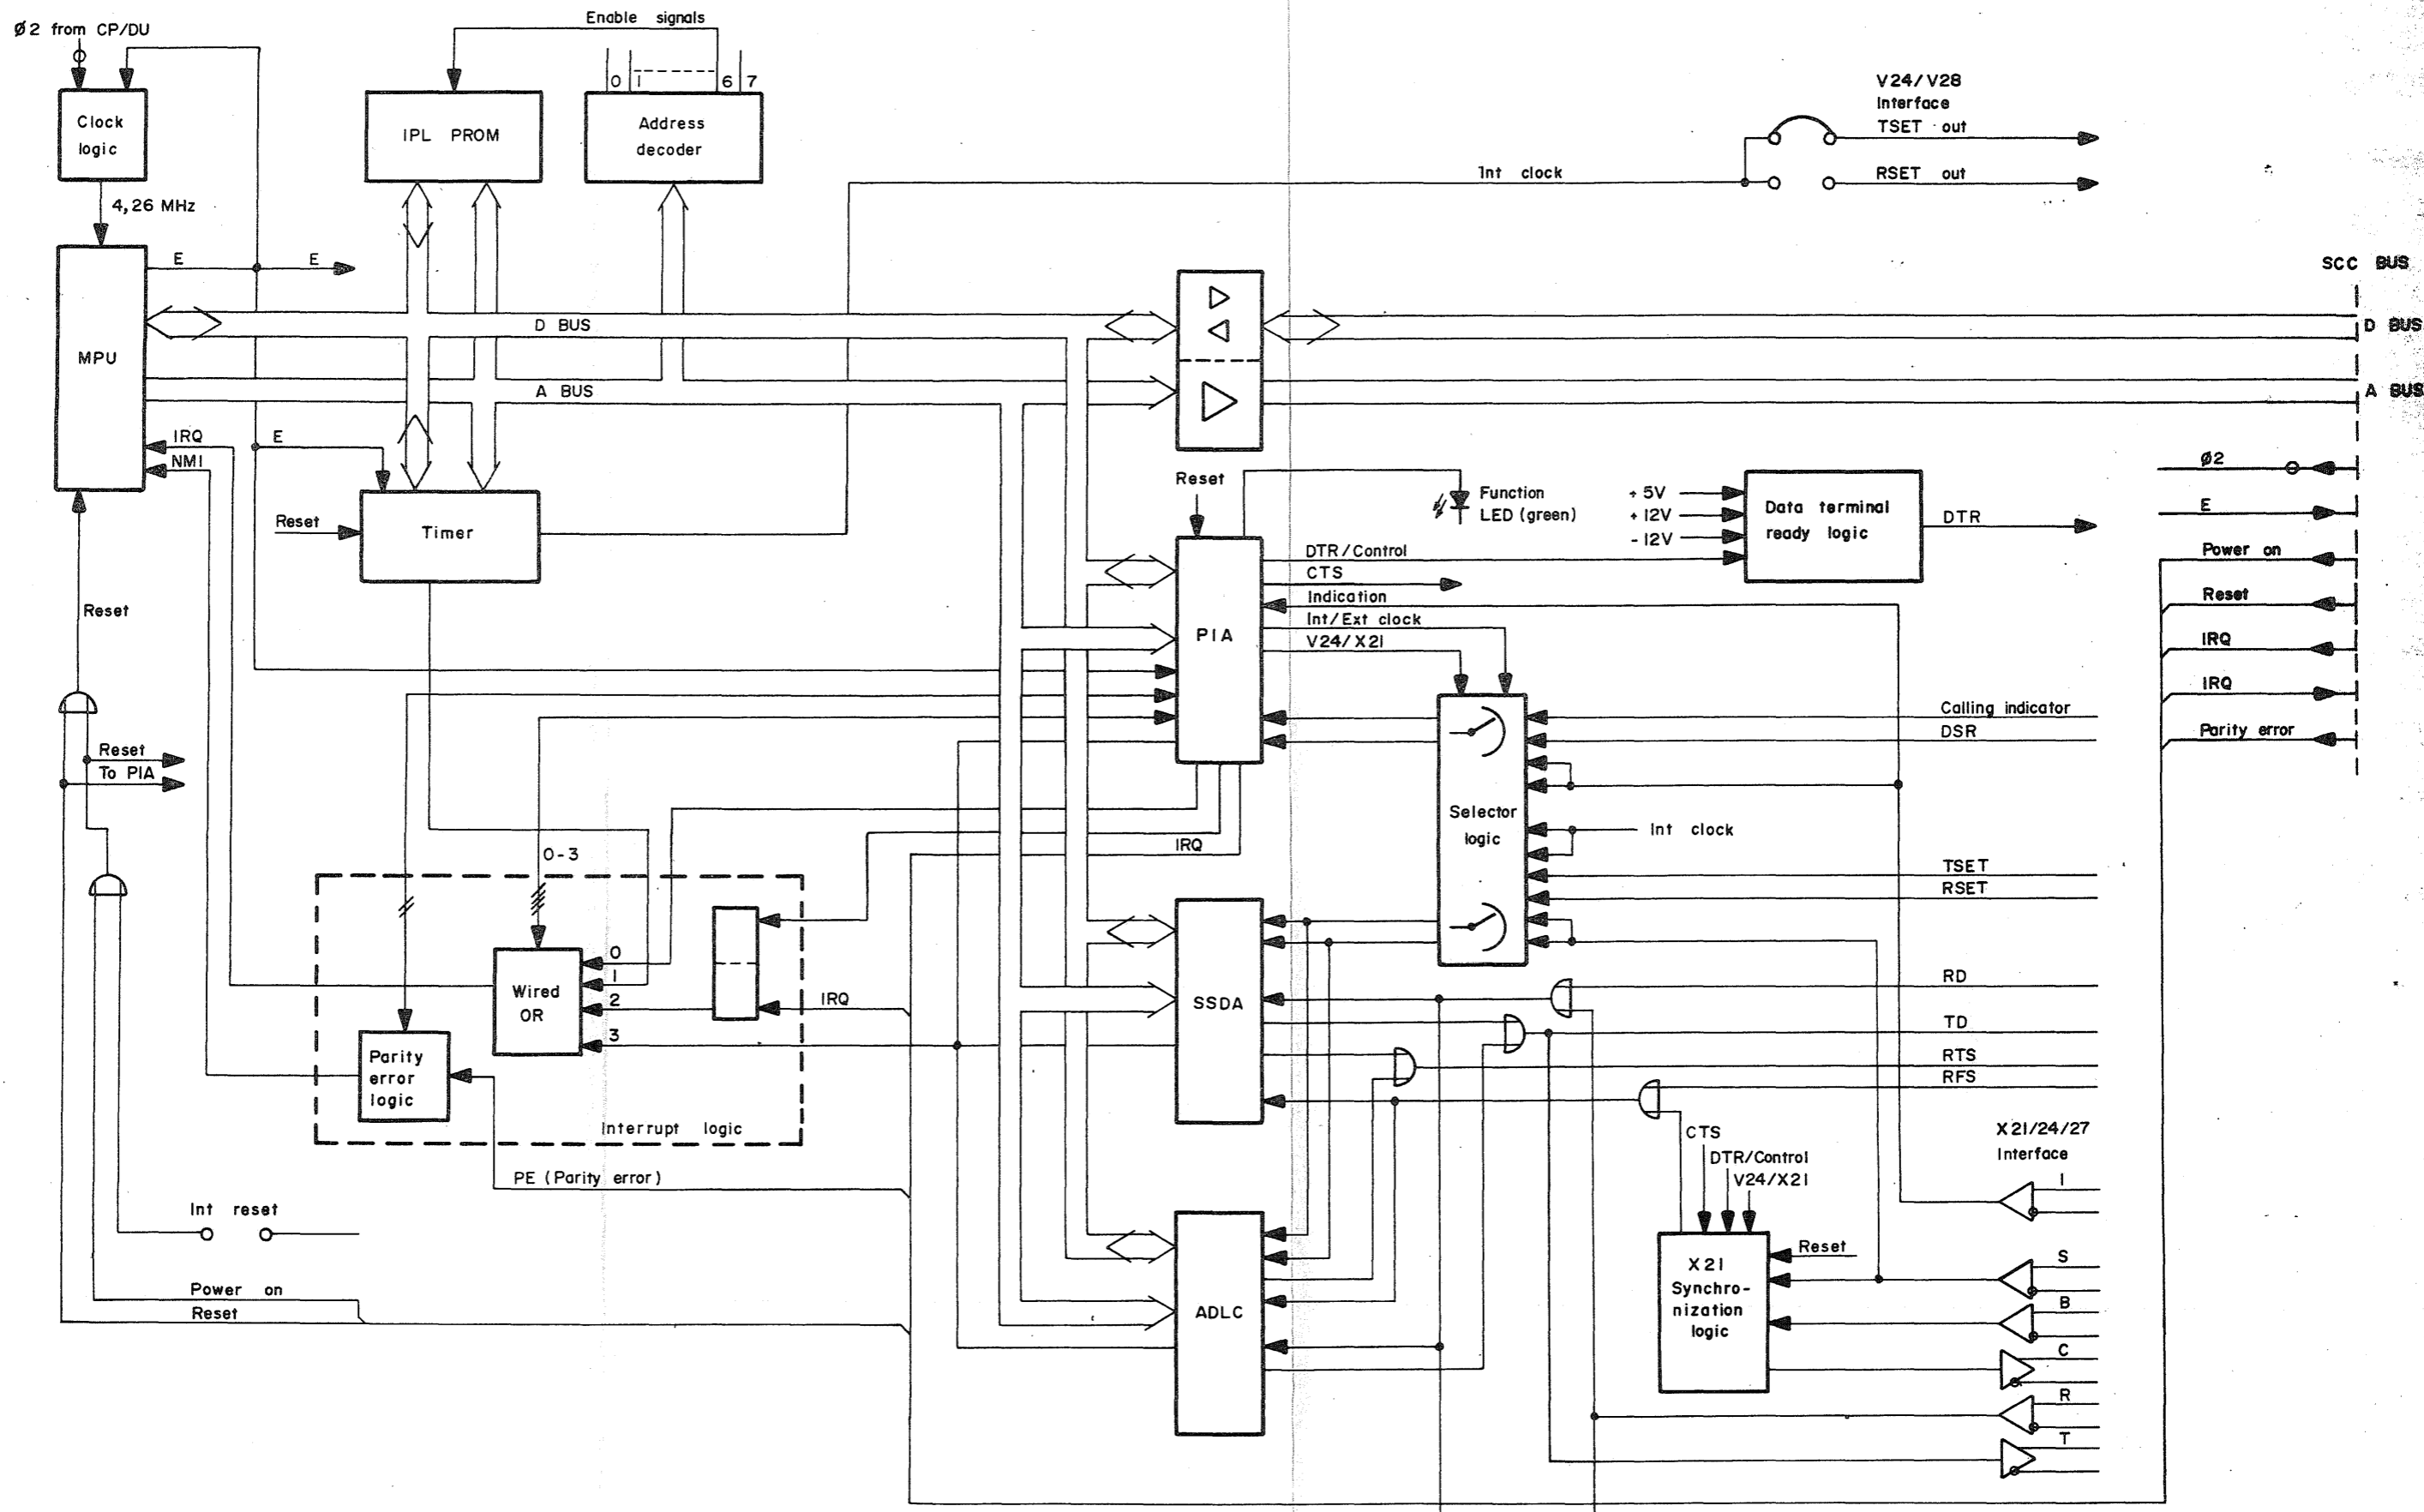 Ø2 from CP/DU
Enable signals
0 1 6 7
Clock
logic
IPL PROM
Address
decoder
V24/V28
Interface
TSET out
Int clock
RSET out
4,26 MHz
E
E
SCC BUS
MPU
D BUS
D BUS
A BUS
A BUS
IRQ
NMI
E
Reset
Timer
Reset
Function
LED (green)
+5V
+12V
-12V
Data terminal
ready logic
DTR
Ø2
E
Power on
Reset
IRQ
IRQ
Parity error
Reset
PIA
DTR/Control
CTS
Indication
Int/Ext clock
V24/X21
Calling indicator
DSR
Reset
To PIA
Selector
logic
Int clock
TSET
RSET
0-3
IRQ
Wired
OR
0
1
2
3
IRQ
Parity
error
logic
Interrupt logic
PE (Parity error)
SSDA
RD
TD
RTS
RFS
CTS
DTR/Control
V24/X21
X21/24/27
Interface
Int reset
Power on
Reset
ADLC
Reset
X21
Synchro-
nization
logic
I
S
B
C
R
T